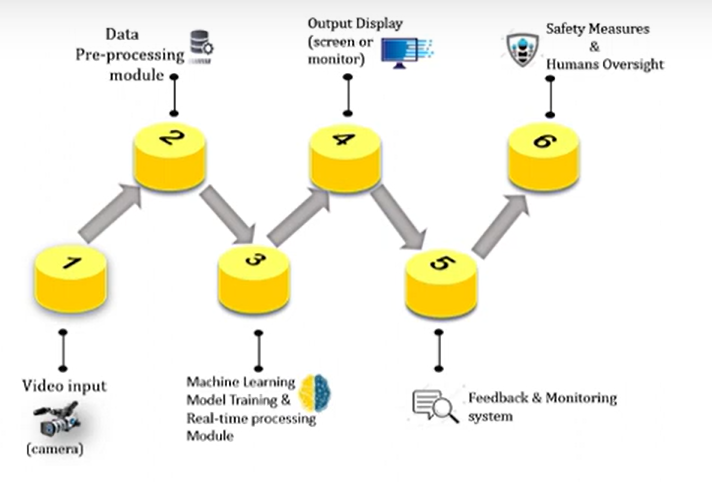 Data
Pre-processing
module
2
Output Display
(screen or
monitor)
4
Safety Measures
&
Humans Oversight
6
1
Video input
(camera)
3
Machine Learning
Model Training &
Real-time processing
Module
5
Feedback & Monitoring
system